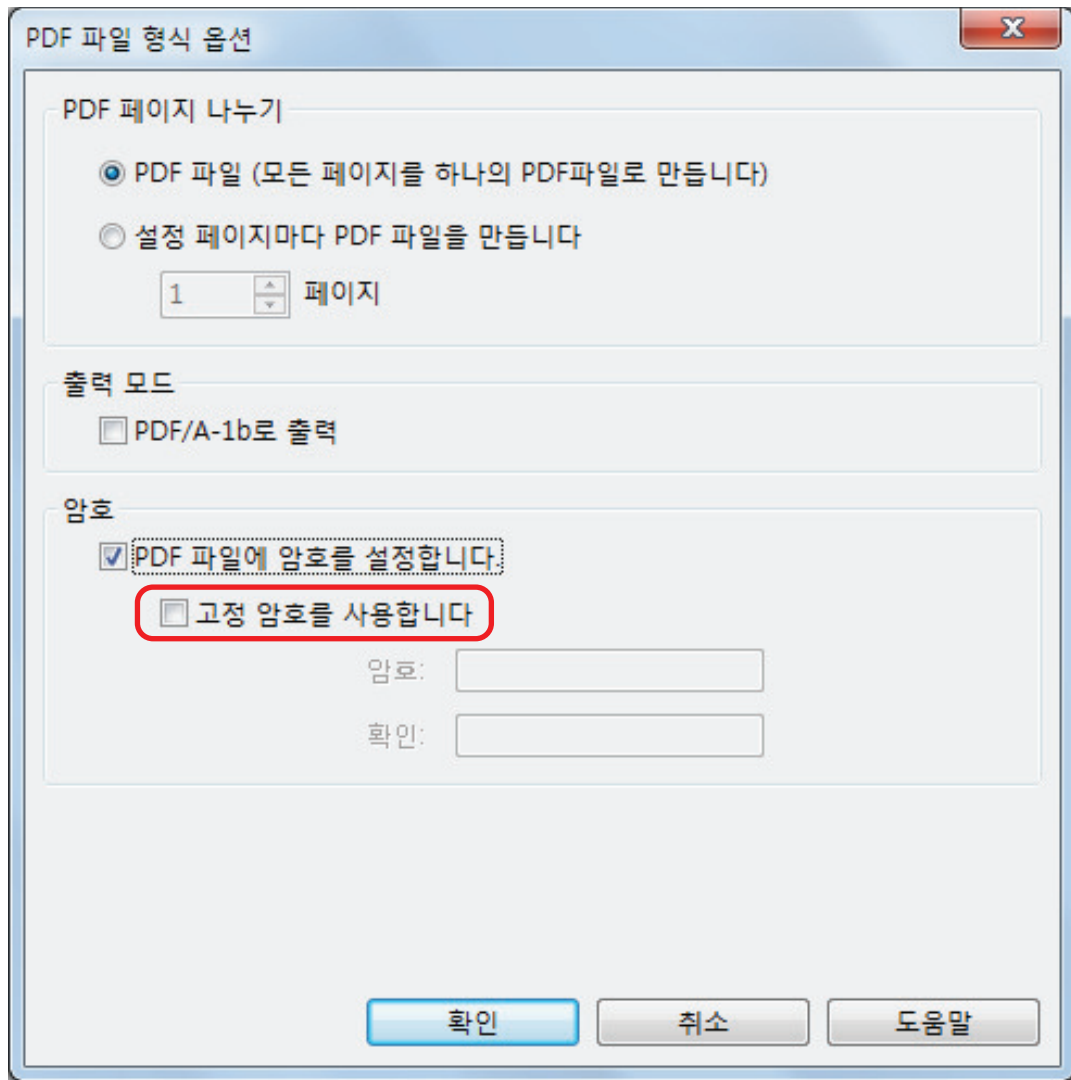 PDF 파일 형식 옵션
PDF 페이지 나누기
PDF 파일 (모든 페이지를 하나의 PDF파일로 만듭니다)
설정 페이지마다 PDF 파일을 만듭니다
1 페이지
출력 모드
PDF/A-1b로 출력
암호
PDF 파일에 암호를 설정합니다.
고정 암호를 사용합니다
암호:
확인:
확인 취소 도움말